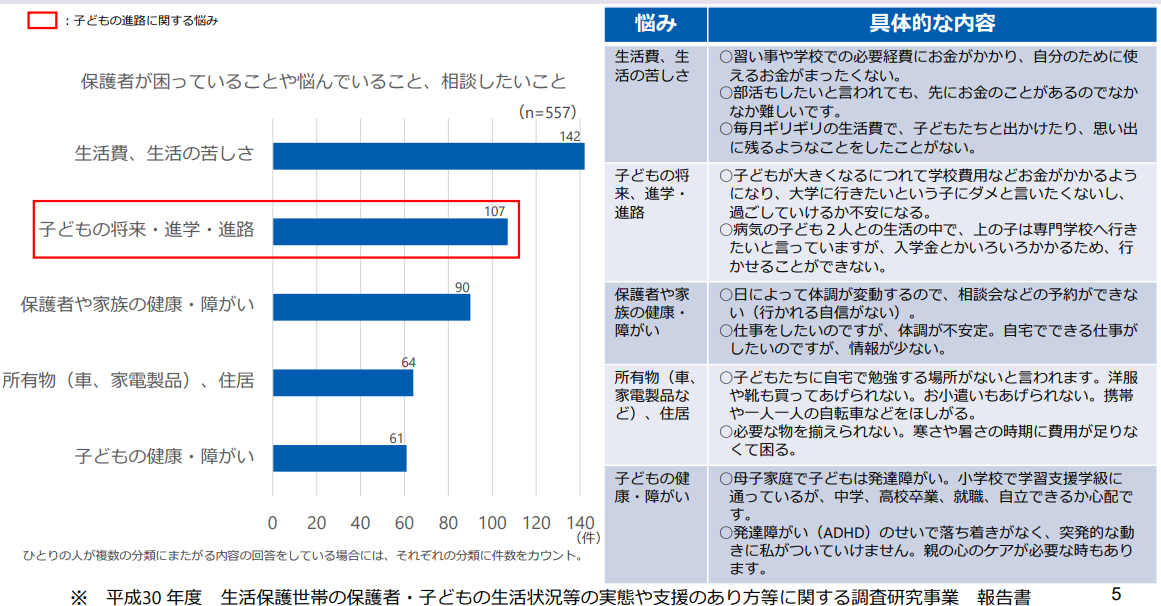 ：子どもの進路に関する悩み
保護者が困っていることや悩んでいること、相談したいこと
（n=557）
生活費、生活の苦しさ
142
子どもの将来・進学・進路
107
保護者や家族の健康・障がい
90
所有物（車、家電製品）、住居
64
子どもの健康・障がい
61
0 20 40 60 80 100 120 140
（件）
ひとりの人が複数の分類にまたがる内容の回答をしている場合には、それぞれの分類に件数をカウント。
悩み
具体的な内容
生活費、生
活の苦しさ
○習い事や学校での必要経費にお金がかかり、自分のために使
えるお金がまったくない。
○部活もしたいと言われても、先にお金のことがあるのでなか
なか難しいです。
○毎月ギリギリの生活費で、子どもたちと出かけたり、思い出
に残るようなことをしたことがない。
子どもの将
来、進学・
進路
○子どもが大きくなるにつれて学校費用などお金がかかるよう
になり、大学に行きたいという子にダメと言いたくないし、
過ごしていけるか不安になる。
○病気の子ども２人との生活の中で、上の子は専門学校へ行き
たいと言っていますが、入学金とかいろいろかかるため、行
かせることができない。
保護者や家
族の健康・
障がい
○日によって体調が変動するので、相談会などの予約ができな
い（行かれる自信がない）。
○仕事をしたいのですが、体調が不安定。自宅でできる仕事が
したいのですが、情報が少ない。
所有物（車、
家電製品な
ど）、住居
○子どもたちに自宅で勉強する場所がないと言われます。洋服
や靴も買ってあげられない。お小遣いもあげられない。携帯
や一人一人の自転車などをほしがる。
○必要な物を揃えられない。寒さや暑さの時期に費用が足りな
くて困る。
子どもの健
康・障がい
○母子家庭で子どもは発達障がい。小学校で学習支援学級に
通っているが、中学、高校卒業、就職、自立できるか心配で
す。
○発達障がい（ADHD）のせいで落ち着きがなく、突発的な動
きに私がついていけません。親の心のケアが必要な時もあり
ます。
※　平成30 年度　生活保護世帯の保護者・子どもの生活状況等の実態や支援のあり方等に関する調査研究事業　報告書
5